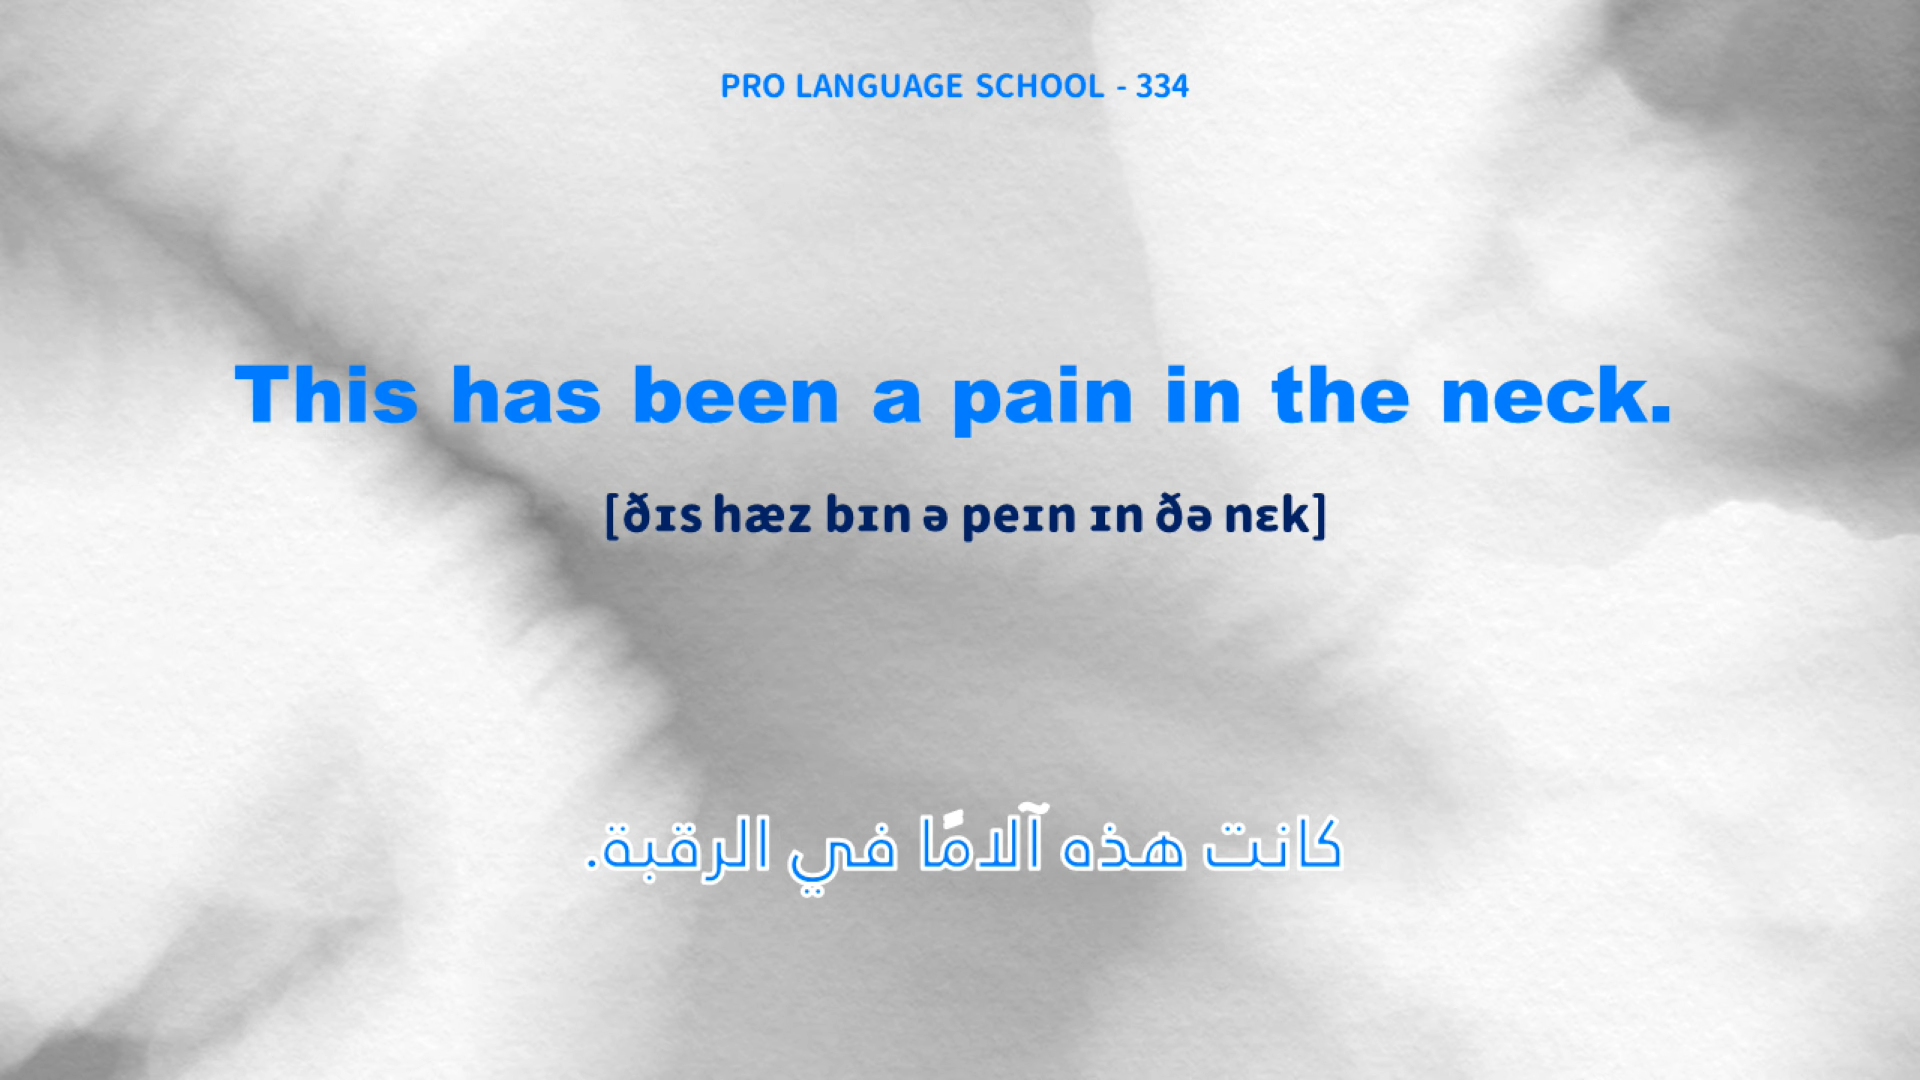 PRO LANGUAGE SCHOOL - 334
This has been a pain in the neck.
[ðɪs hæz bɪn ə peɪn ɪn ðə nɛk]
كانت هذه آلامًا في الرقبة.